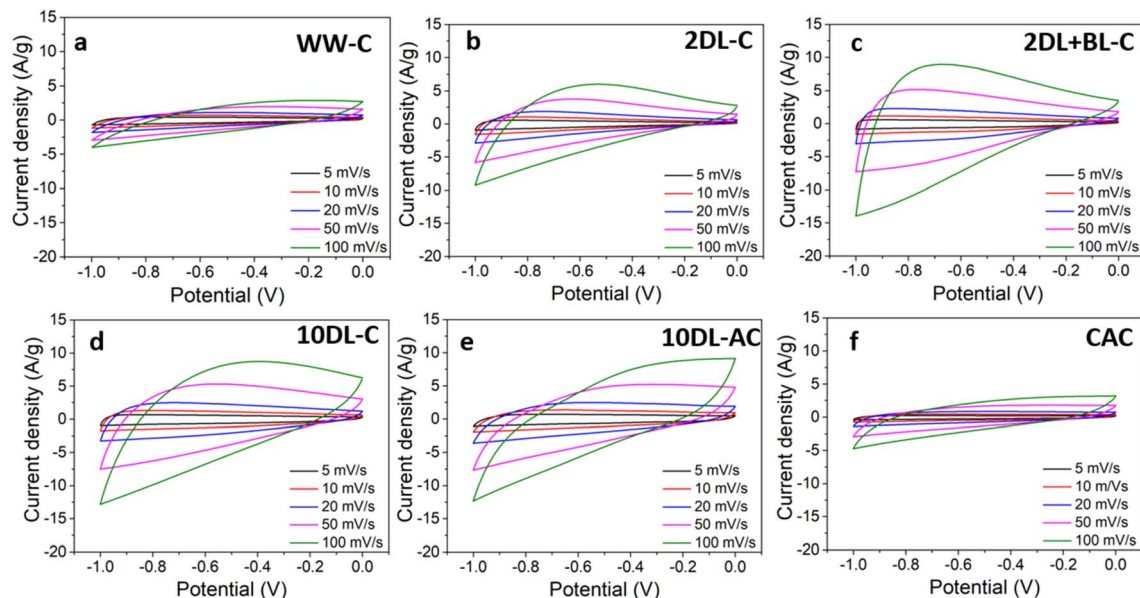 a
WW-C
15
10
5
0
-5
-10
-15
-20
Current density (A/g)
5 mV/s
10 mV/s
20 mV/s
50 mV/s
100 mV/s
-1.0 -0.8 -0.6 -0.4 -0.2 0.0
Potential (V)
b
2DL-C
15
10
5
0
-5
-10
-15
-20
Current density (A/g)
5 mV/s
10 mV/s
20 mV/s
50 mV/s
100 mV/s
-1.0 -0.8 -0.6 -0.4 -0.2 0.0
Potential (V)
c
2DL+BL-C
15
10
5
0
-5
-10
-15
-20
Current density (A/g)
5 mV/s
10 mV/s
20 mV/s
50 mV/s
100 mV/s
-1.0 -0.8 -0.6 -0.4 -0.2 0.0
Potential (V)
d
10DL-C
15
10
5
0
-5
-10
-15
-20
Current density (A/g)
5 mV/s
10 mV/s
20 mV/s
50 mV/s
100 mV/s
-1.0 -0.8 -0.6 -0.4 -0.2 0.0
Potential (V)
e
10DL-AC
15
10
5
0
-5
-10
-15
-20
Current density (A/g)
5 mV/s
10 mV/s
20 mV/s
50 mV/s
100 mV/s
-1.0 -0.8 -0.6 -0.4 -0.2 0.0
Potential (V)
f
CAC
15
10
5
0
-5
-10
-15
-20
Current density (A/g)
5 mV/s
10 mV/s
20 mV/s
50 mV/s
100 mV/s
-1.0 -0.8 -0.6 -0.4 -0.2 0.0
Potential (V)